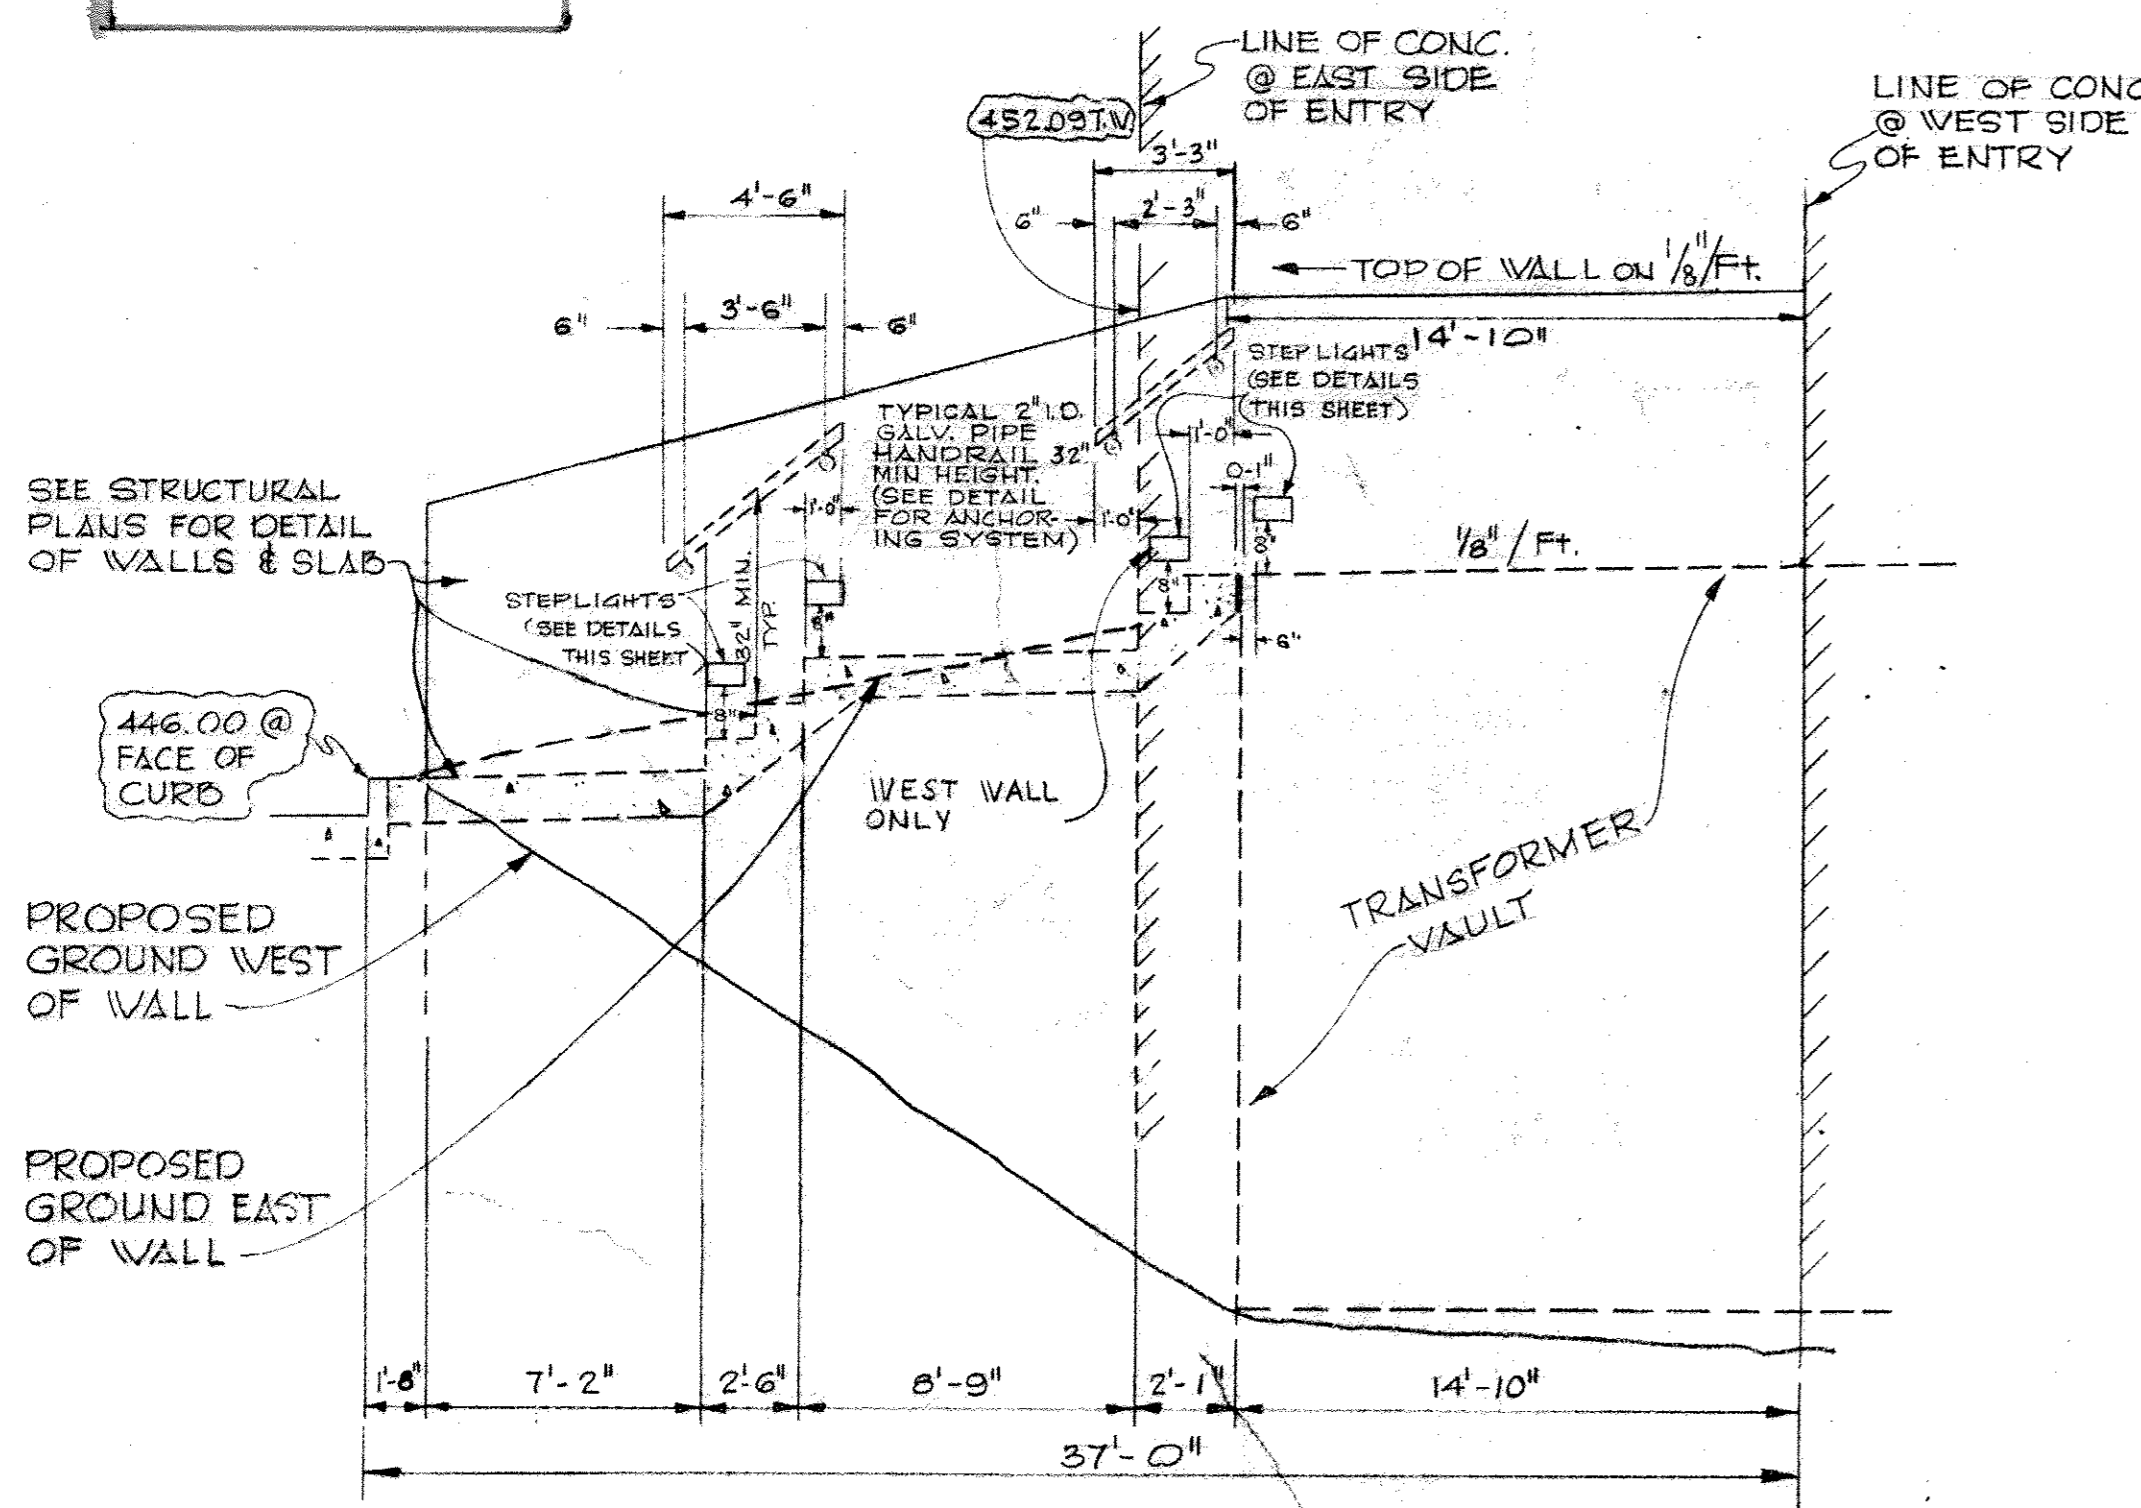 LINE OF CONC.
@ EAST SIDE
OF ENTRY
LINE OF CONC
@ WEST SIDE
OF ENTRY
452.09 T.W
3'-3"
4'-6"
6"
2'-3"
6"
← TOP OF WALL ON 1/8"/Ft.
6"
3'-6"
6"
14'-10"
STEPLIGHTS
(SEE DETAILS
THIS SHEET)
TYPICAL 2" I.D.
GALV. PIPE
HANDRAIL 32"
MIN HEIGHT.
(SEE DETAIL
FOR ANCHOR-
ING SYSTEM)
1'-0"
0-1"
1'-0"
1'-0"
SEE STRUCTURAL
PLANS FOR DETAIL
OF WALLS & SLAB
8"
1/8" / Ft.
8"
STEPLIGHTS
(SEE DETAILS
THIS SHEET)
32" MIN.
TYP.
8"
6"
8"
446.00 @
FACE OF
CURB
WEST WALL
ONLY
TRANSFORMER
VAULT
PROPOSED
GROUND WEST
OF WALL
PROPOSED
GROUND EAST
OF WALL
1'-8"
7'-2"
2'-6"
8'-9"
2'-1"
14'-10"
37'-0"